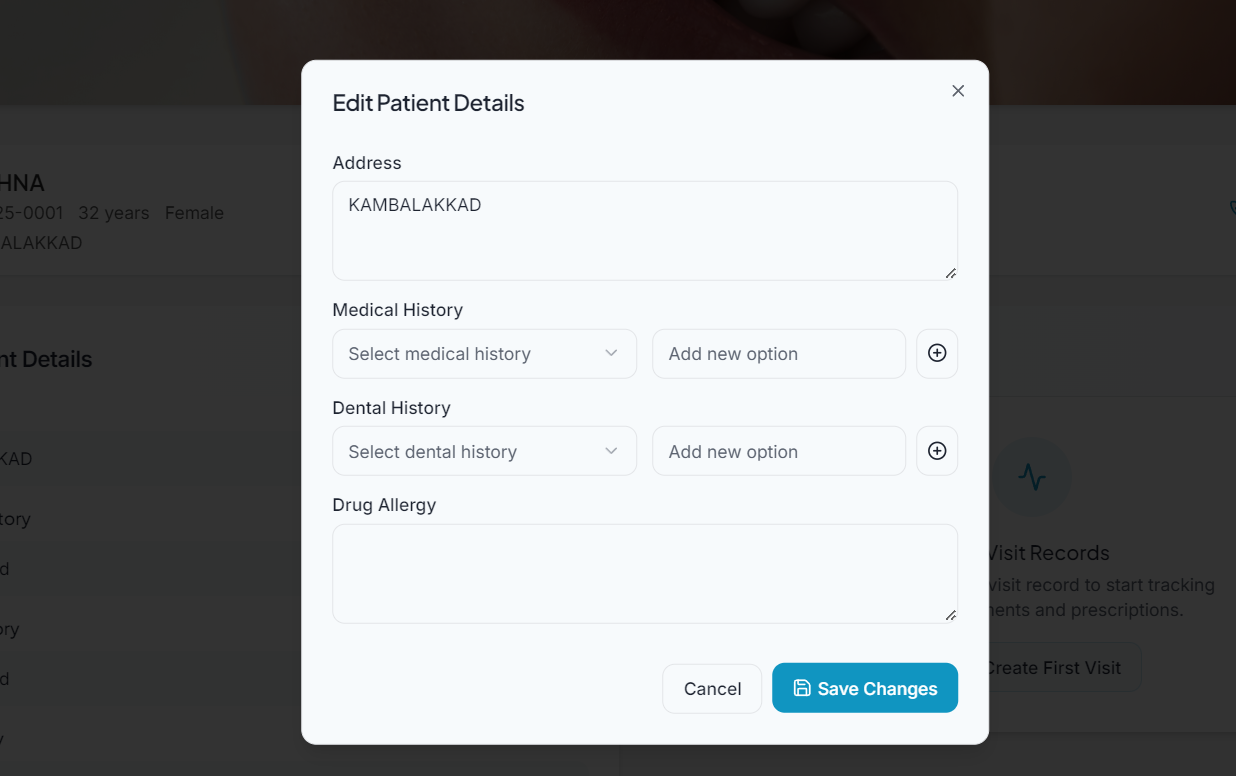 Edit Patient Details
Address
KAMBALAKKAD
Medical History
Select medical history
Add new option
Dental History
Select dental history
Add new option
Drug Allergy
Cancel
Save Changes
HNA
25-0001 32 years Female
ALAKKAD
nt Details
KAD
tory
d
ory
d
y
Visit Records
visit record to start tracking
ments and prescriptions.
Create First Visit